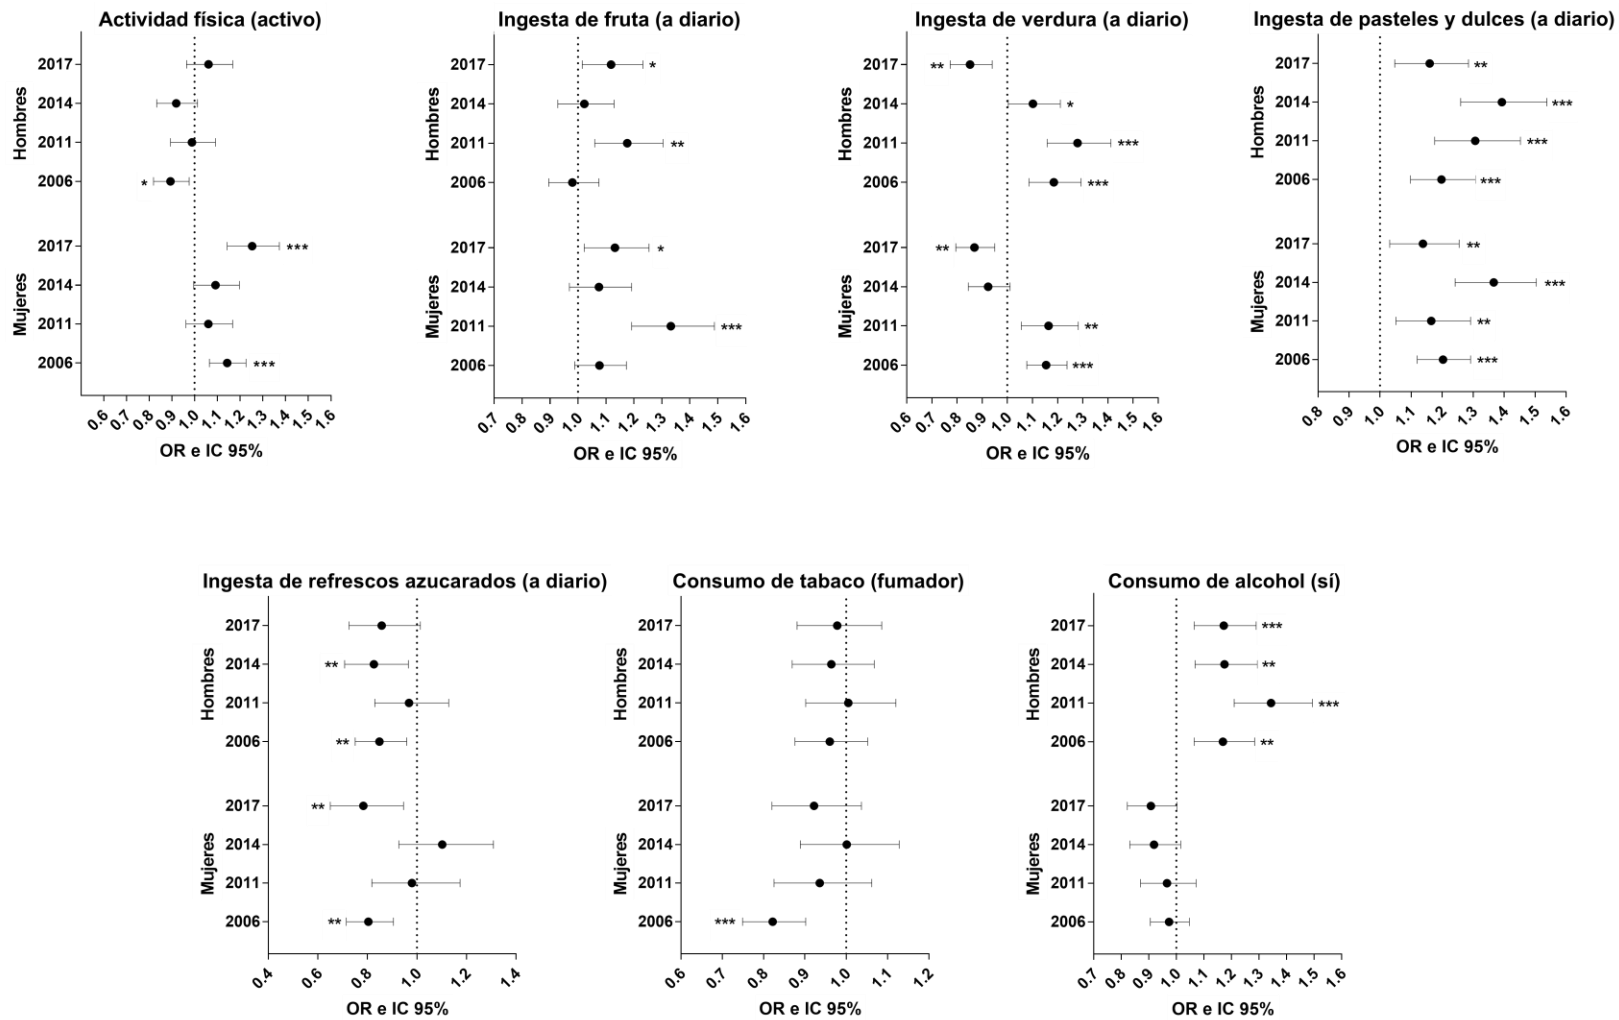 Actividad física (activo)
Hombres
2017
2014
2011 
2006
*
Mujeres
2017
***
2014
2011
2006
***
0.6 0.7 0.8 0.9 1.0 1.1 1.2 1.3 1.4 1.5 1.6
OR e IC 95%
Ingesta de fruta (a diario)
Hombres
2017
*
2014
2011
**
2006
Mujeres
2017
*
2014
2011
***
2006
0.7 0.8 0.9 1.0 1.1 1.2 1.3 1.4 1.5 1.6
OR e IC 95%
Ingesta de verdura (a diario)
Hombres
2017
**
2014
*
2011
***
2006
***
Mujeres
2017
**
2014
2011
**
2006
***
0.6 0.7 0.8 0.9 1.0 1.1 1.2 1.3 1.4 1.5 1.6
OR e IC 95%
Ingesta de pasteles y dulces (a diario)
Hombres
2017
**
2014
***
2011
***
2006
***
Mujeres
2017
**
2014
***
2011
**
2006
***
0.8 0.9 1.0 1.1 1.2 1.3 1.4 1.5 1.6
OR e IC 95%
Ingesta de refrescos azucarados (a diario)
Hombres
2017
2014
**
2011
2006
**
Mujeres
2017
**
2014
2011
2006
**
0.4 0.6 0.8 1.0 1.2 1.4
OR e IC 95%
Consumo de tabaco (fumador)
Hombres
2017
2014
2011
2006
Mujeres
2017
2014
2011
2006
***
0.6 0.7 0.8 0.9 1.0 1.1 1.2
OR e IC 95%
Consumo de alcohol (sí)
Hombres
2017
***
2014
**
2011
***
2006
**
Mujeres
2017
2014
2011
2006
0.7 0.8 0.9 1.0 1.1 1.2 1.3 1.4 1.5 1.6
OR e IC 95%